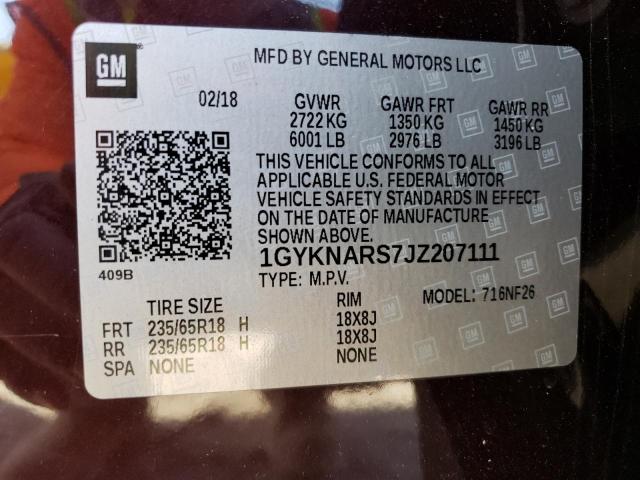 GM
MFD BY GENERAL MOTORS LLC
02/18 GVWR GAWR FRT GAWR RR
2722 KG 1350 KG 1450 KG
6001 LB 2976 LB 3196 LB
THIS VEHICLE CONFORMS TO ALL
APPLICABLE U.S. FEDERAL MOTOR
VEHICLE SAFETY STANDARDS IN EFFECT
ON THE DATE OF MANUFACTURE
SHOWN ABOVE.
1GYKNARS7JZ207111
409B
TYPE: M.P.V. MODEL: 716NF26
TIRE SIZE RIM
FRT 235/65R18 H 18X8J
RR 235/65R18 H 18X8J
SPA NONE NONE